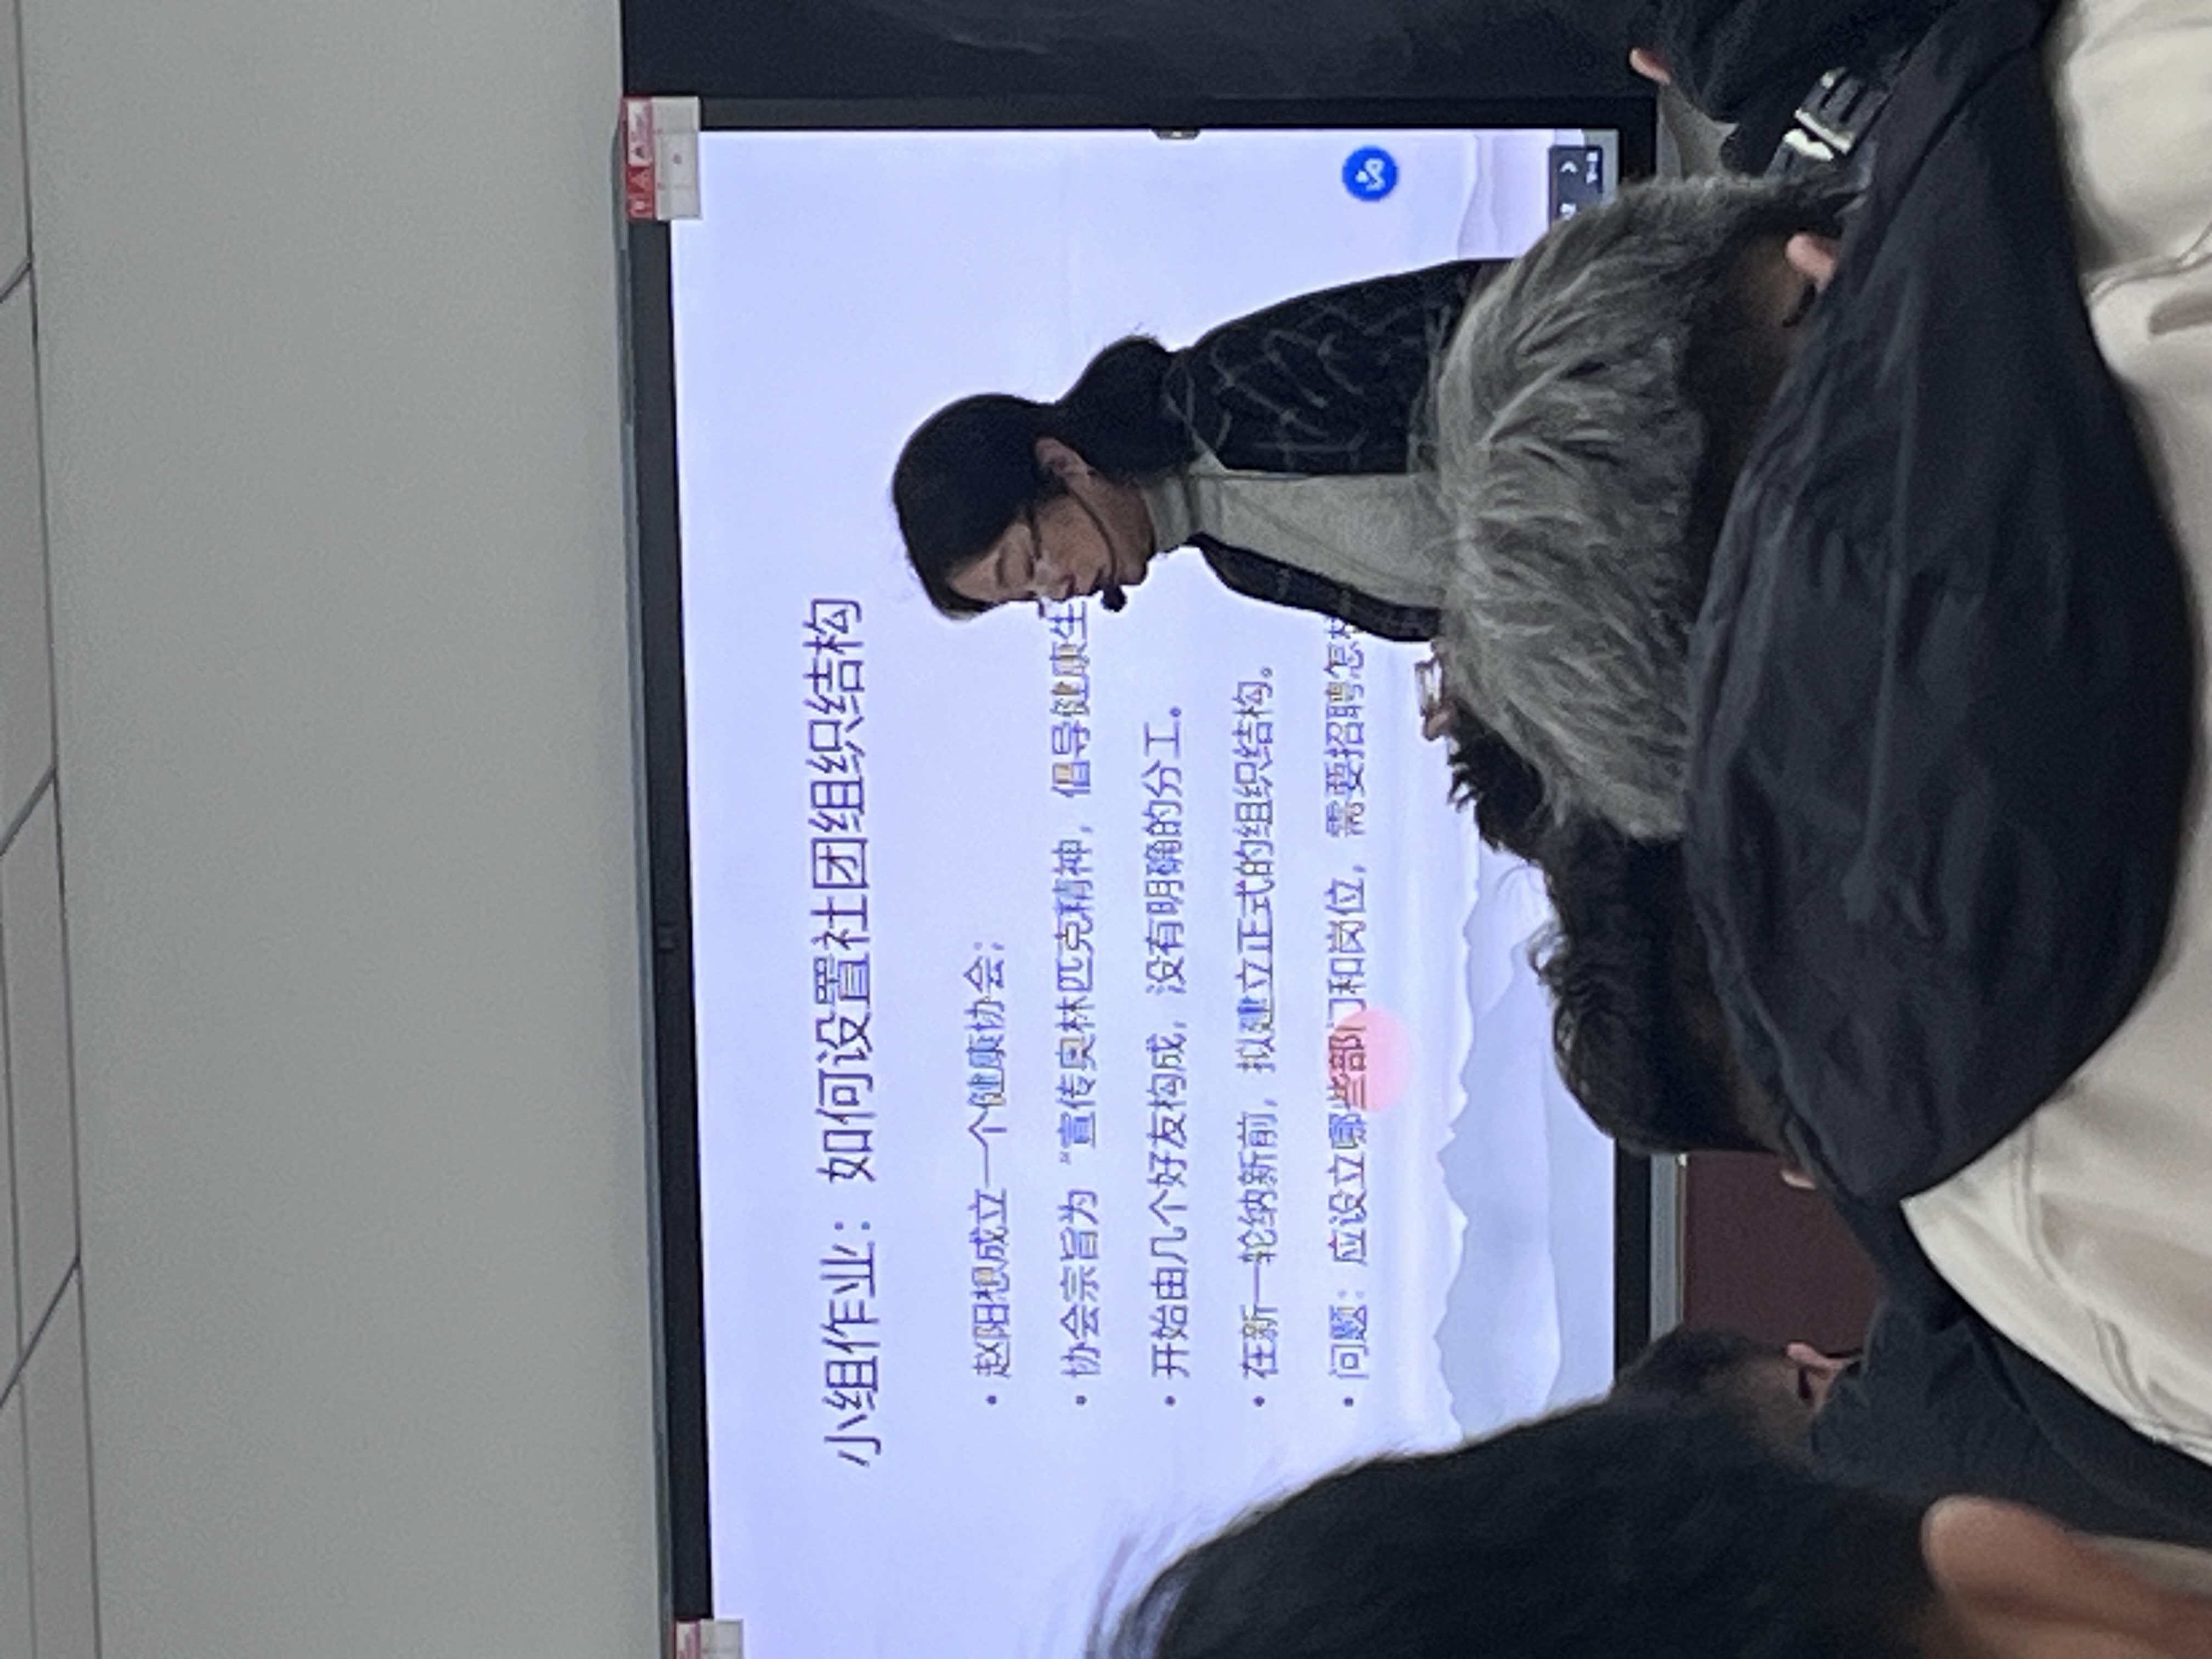 小组作业：如何设置社团组织结构
• 赵阳想成立一个健康协会；
• 协会宗旨为“宣传奥林匹克精神，倡导健康生
• 开始由几个好友构成，没有明确的分工。
• 在新一轮纳新前，拟建立正式的组织结构。
• 问题：应设立哪些部门和岗位，需要招聘怎样